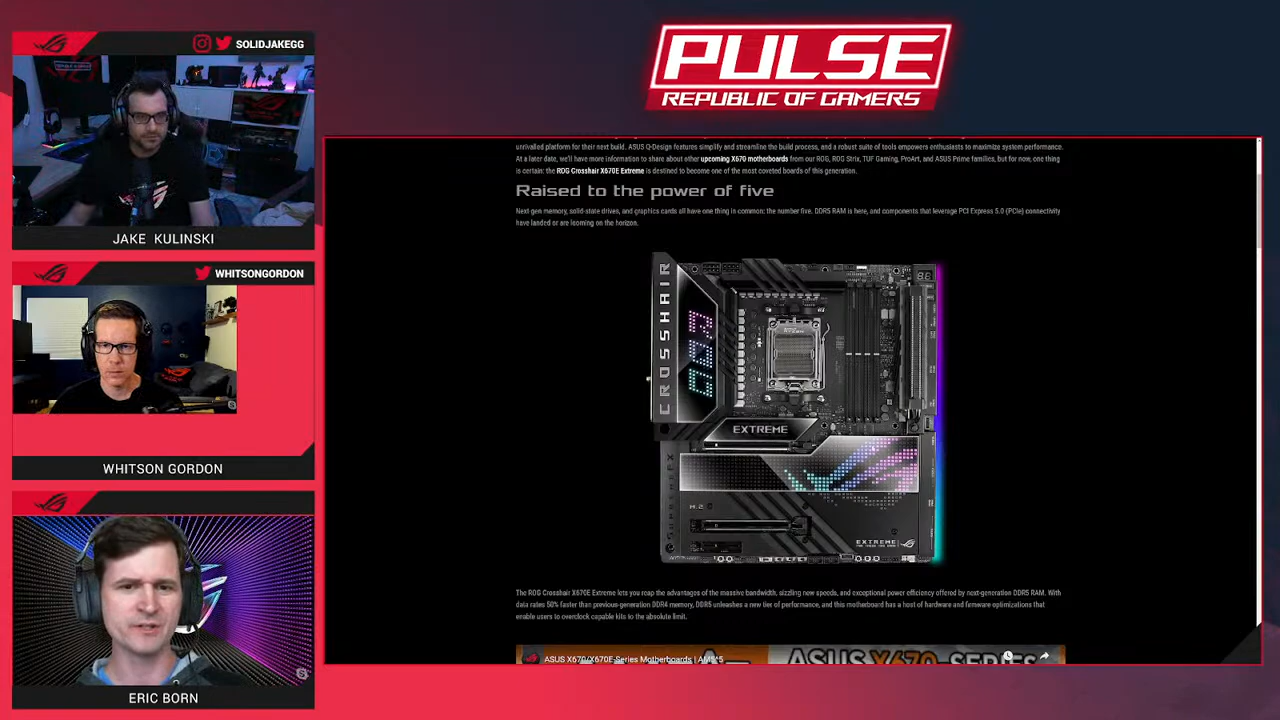 SOLIDJAKEGG
JAKE KULINSKI
WHITSONGORDON
WHITSON GORDON
ERIC BORN
PULSE
REPUBLIC OF GAMERS
unrivalled platform for their next build. ASUS Q-Design features simplify and streamline the build process, and a robust suite of tools empowers enthusiasts to maximize system performance.
At a later date, we'll have more information to share about other upcoming X670 motherboards from our ROG, ROG Strix, TUF Gaming, ProArt, and ASUS Prime families, but for now, one thing
is certain: the ROG Crosshair X670E Extreme is destined to become one of the most coveted boards of this generation.
Raised to the power of five
Next-gen memory, solid-state drives, and graphics cards all have one thing in common: the number five. DDR5 RAM is here, and components that leverage PCI Express 5.0 (PCIe) connectivity
have landed or are looming on the horizon.
CROSSHAIR
EXTREME
M.2
EXTREME
The ROG Crosshair X670E Extreme lets you reap the advantages of the massive bandwidth, sizzling new speeds, and exceptional power efficiency offered by next-generation DDR5 RAM. With
data rates 50% faster than previous-generation DDR4 memory, DDR5 unleashes a new tier of performance, and this motherboard has a host of hardware and firmware optimizations that
enable users to overclock capable kits to the absolute limit.
ASUS X670/X670E Series Motherboards | AM5^5
ASUS X670 SERIES